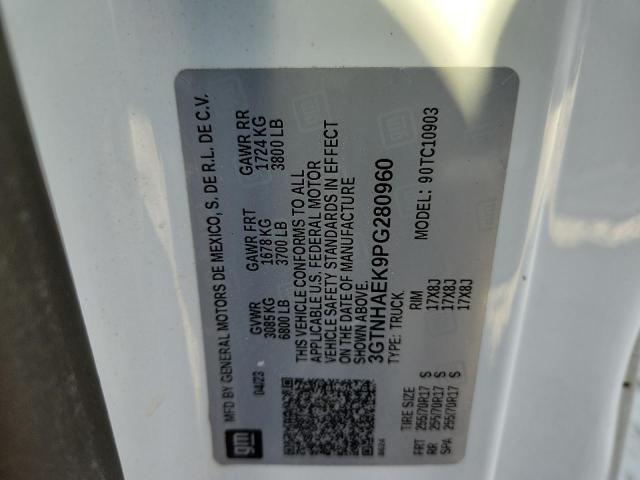 MFD BY GENERAL MOTORS DE MEXICO, S. DE R.L. DE C.V.
04/23 GVWR GAWR FRT GAWR RR
3085 KG 1678 KG 1724 KG
6800 LB 3700 LB 3800 LB
THIS VEHICLE CONFORMS TO ALL
APPLICABLE U.S. FEDERAL MOTOR
VEHICLE SAFETY STANDARDS IN EFFECT
ON THE DATE OF MANUFACTURE
SHOWN ABOVE.
3GTNHAEK9PG280960
TYPE: TRUCK MODEL: 90TC10903
TIRE SIZE RIM
FRT 255/70R17 S 17X8J
RR 255/70R17 S 17X8J
SPA 255/70R17 S 17X8J
gm